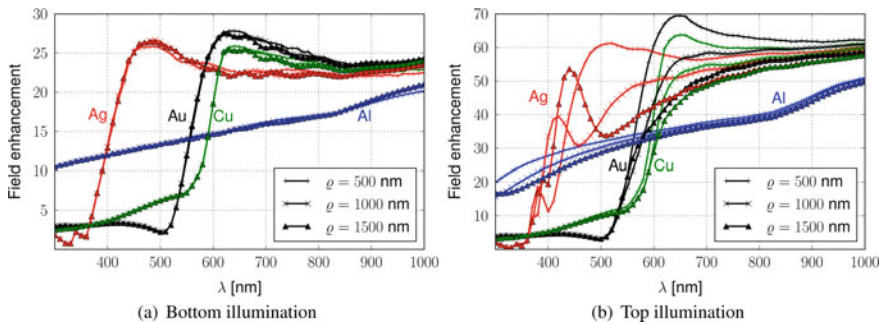 30
25
20
15
10
5
Field enhancement
Ag
Au
Cu
Al
ϱ = 500 nm
ϱ = 1000 nm
ϱ = 1500 nm
400 500 600 700 800 900 1000
λ [nm]
(a) Bottom illumination
70
60
50
40
30
20
10
Field enhancement
Ag
Au
Cu
Al
ϱ = 500 nm
ϱ = 1000 nm
ϱ = 1500 nm
400 500 600 700 800 900 1000
λ [nm]
(b) Top illumination